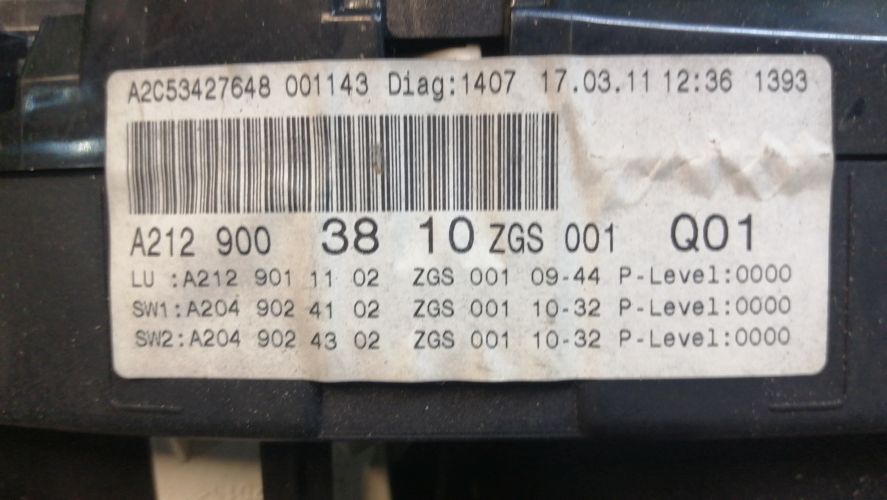 A2C53427648 001143 Diag:1407 17.03.11 12:36 1393
A212 900 38 10 ZGS 001 Q01
LU :A212 901 11 02 ZGS 001 09-44 P-Level:0000
SW1:A204 902 41 02 ZGS 001 10-32 P-Level:0000
SW2:A204 902 43 02 ZGS 001 10-32 P-Level:0000